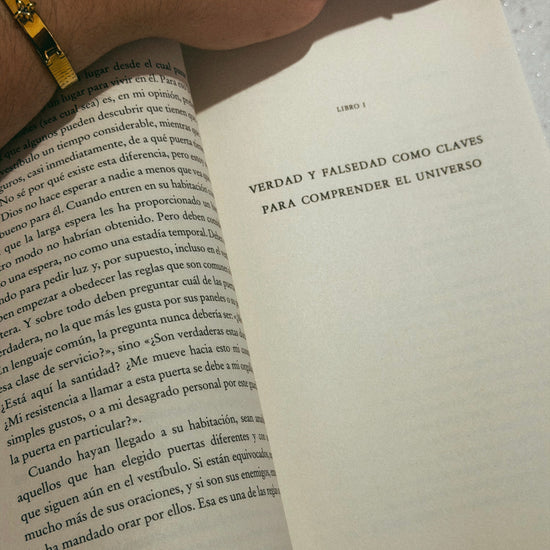 lugar desde el cual
un lugar para vivir en él. Para
(sea cual sea) es, en mi opinión,
que algunos pueden descubrir que tienen
vestíbulo un tiempo considerable, mientras
guros, casi inmediatamente, de a qué puerta
No sé por qué existe esta diferencia, pero
Dios no hace esperar a nadie a menos que vea
bueno para él. Cuando entren en su habitación
que la larga espera les ha proporcionado un
tro modo no habrían obtenido. Pero deben
o una espera, no como una estadía temporal. Deben
ndo para pedir luz y, por supuesto, incluso en el
ben empezar a obedecer las reglas que son comunes
tera. Y sobre todo deben preguntar cuál de las
erdadera, no la que más les gusta por sus paneles o
En lenguaje común, la pregunta nunca debería ser:
esa clase de servicio?», sino «¿Son verdaderas estas
¿Está aquí la santidad? ¿Me mueve hacia esto mi
¿Mi resistencia a llamar a esta puerta se debe a mi
simples gustos, o a mi desagrado personal por este
la puerta en particular?».
Cuando hayan llegado a su habitación, sean
aquellos que han elegido puertas diferentes y con
que siguen aún en el vestíbulo. Si están equivocados,
mucho más de sus oraciones, y si son sus enemigos,
ha mandado orar por ellos. Esa es una de las
LIBRO I
VERDAD Y FALSEDAD COMO CLAVES
PARA COMPRENDER EL UNIVERSO